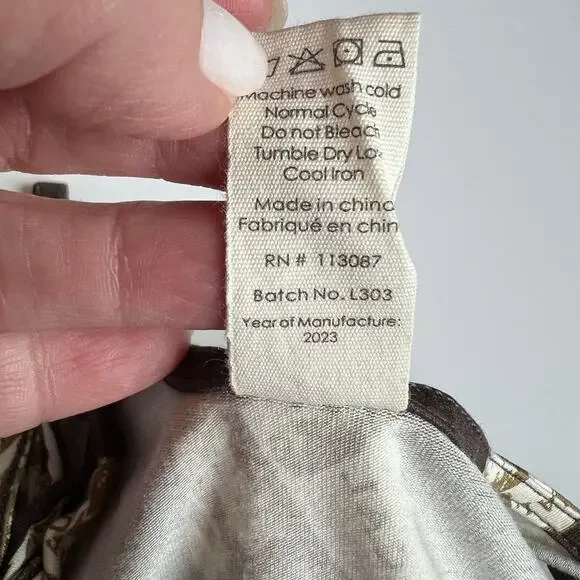 Machine wash cold
Normal Cycle
Do not Bleach
Tumble Dry Low
Cool Iron
Made in china
Fabriqué en chin
RN # 113087
Batch No. L303
Year of Manufacture:
2023